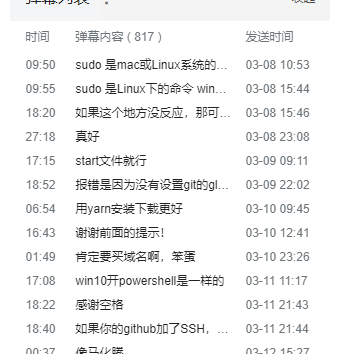 弹幕列表
时间 弹幕内容（817） 发送时间
09:50 sudo 是mac或Linux系统的... 03-08 10:53
09:55 sudo 是Linux下的命令 win... 03-08 15:44
18:20 如果这个地方没反应，那可... 03-08 15:46
27:18 真好 03-08 23:08
17:15 start文件就行 03-09 09:11
18:52 报错是因为没有设置git的gl... 03-09 22:02
06:54 用yarn安装下载更好 03-10 09:45
16:43 谢谢前面的提示！ 03-10 12:41
01:49 肯定要买域名啊，笨蛋 03-10 23:26
17:08 win10开powershell是一样的 03-11 11:17
18:22 感谢空格 03-11 21:43
18:40 如果你的github加了SSH，... 03-11 21:44
00:37 像马化腾 03-12 15:27